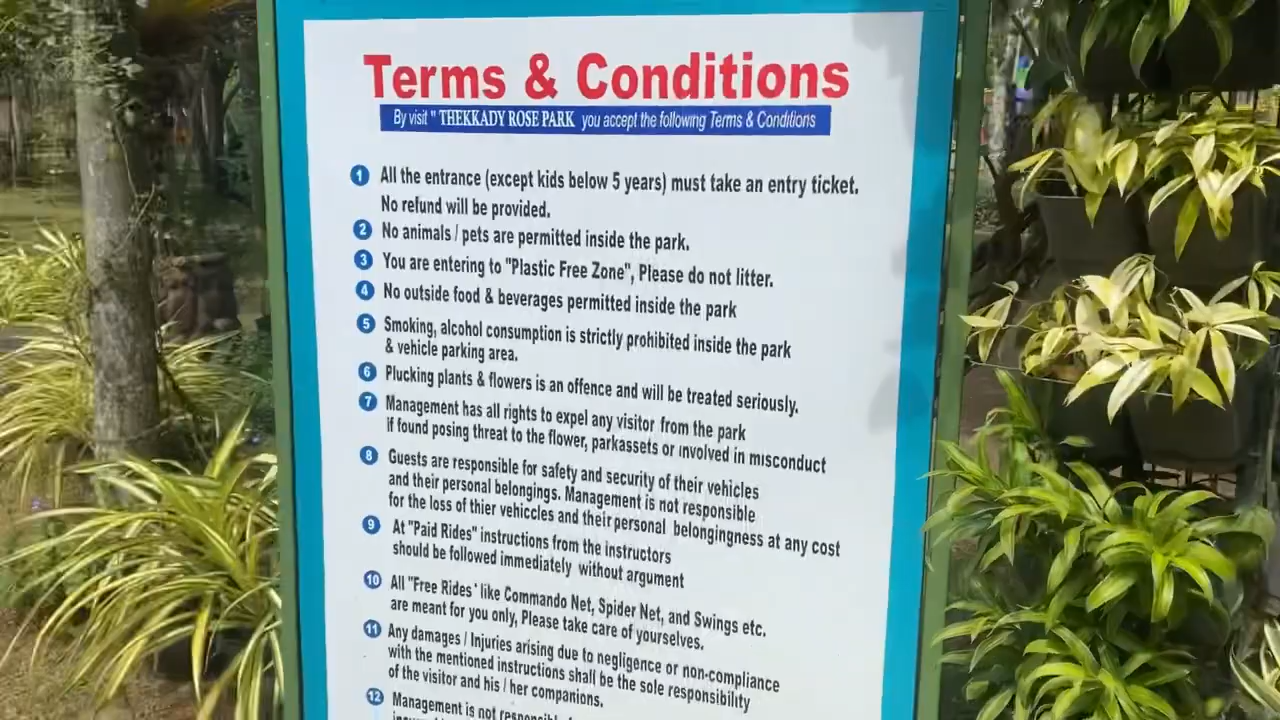 Terms & Conditions
By visit " THEKKADY ROSE PARK you accept the following Terms & Conditions
1 All the entrance (except kids below 5 years) must take an entry ticket.
No refund will be provided.
2 No animals / pets are permitted inside the park.
3 You are entering to "Plastic Free Zone", Please do not litter.
4 No outside food & beverages permitted inside the park
5 Smoking, alcohol consumption is strictly prohibited inside the park
& vehicle parking area.
6 Plucking plants & flowers is an offence and will be treated seriously.
7 Management has all rights to expel any visitor from the park
if found posing threat to the flower, parkassets or involved in misconduct
8 Guests are responsible for safety and security of their vehicles
and their personal belongings. Management is not responsible
for the loss of thier vehiccles and their personal belongingness at any cost
9 At "Paid Rides" instructions from the instructors
should be followed immediately without argument
10 All "Free Rides ' like Commando Net, Spider Net, and Swings etc.
are meant for you only, Please take care of yourselves.
11 Any damages / Injuries arising due to negligence or non-compliance
with the mentioned instructions shall be the sole responsibility
of the visitor and his / her companions.
12 Management is not